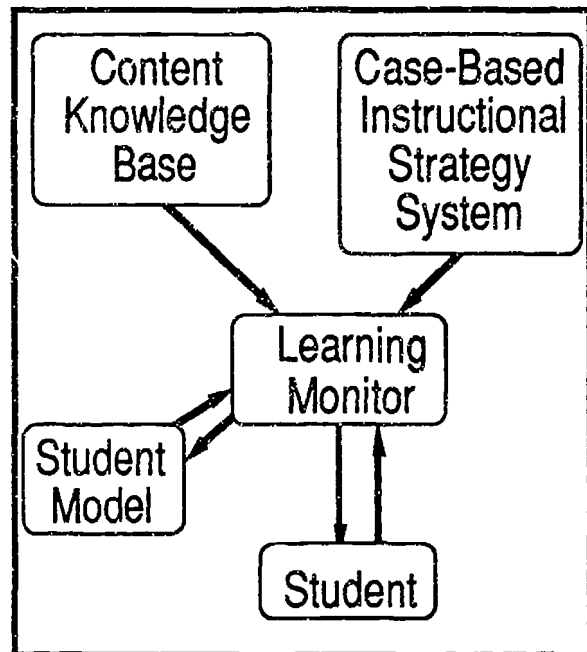 Content
Knowledge
Base
Case-Based
Instructional
Strategy
System
Learning
Monitor
Student
Model
Student